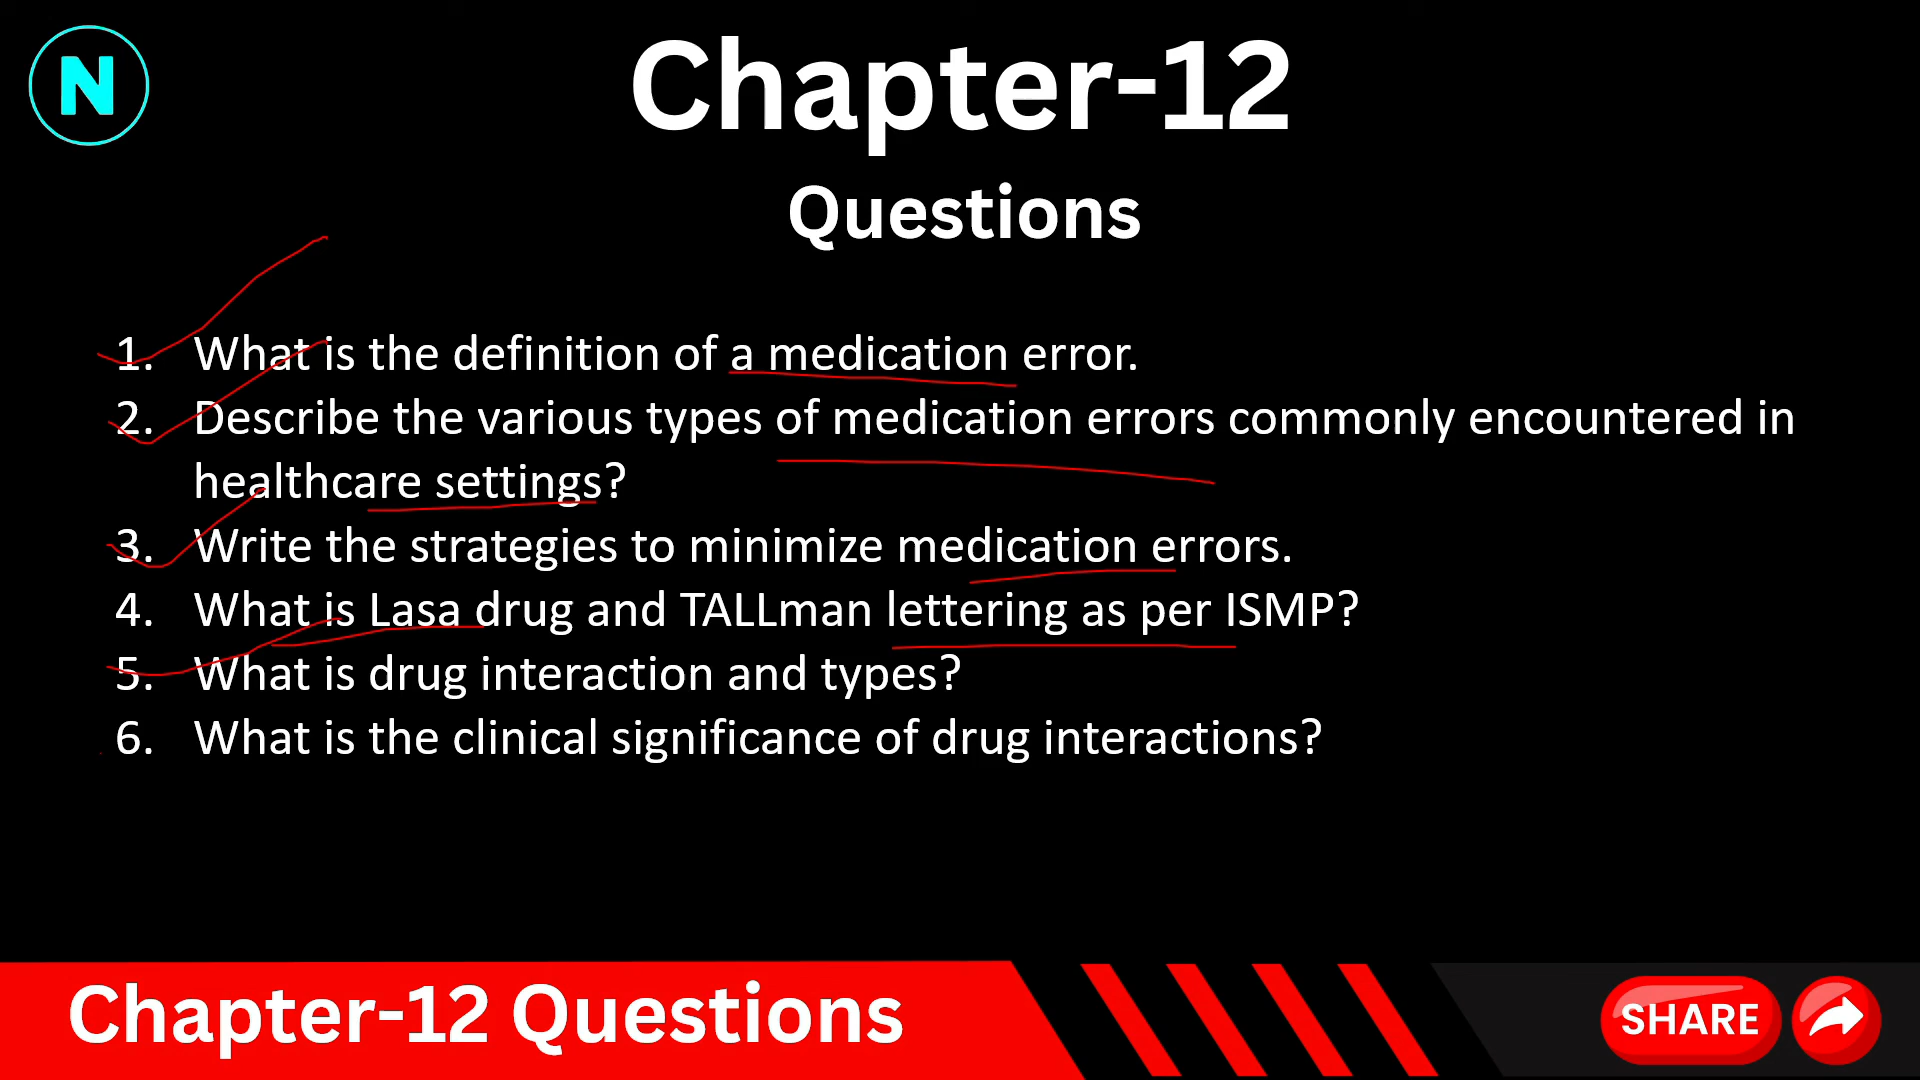 N
Chapter-12
Questions
1. What is the definition of a medication error.
2. Describe the various types of medication errors commonly encountered in
healthcare settings?
3. Write the strategies to minimize medication errors.
4. What is Lasa drug and TALLman lettering as per ISMP?
5. What is drug interaction and types?
6. What is the clinical significance of drug interactions?
Chapter-12 Questions
SHARE